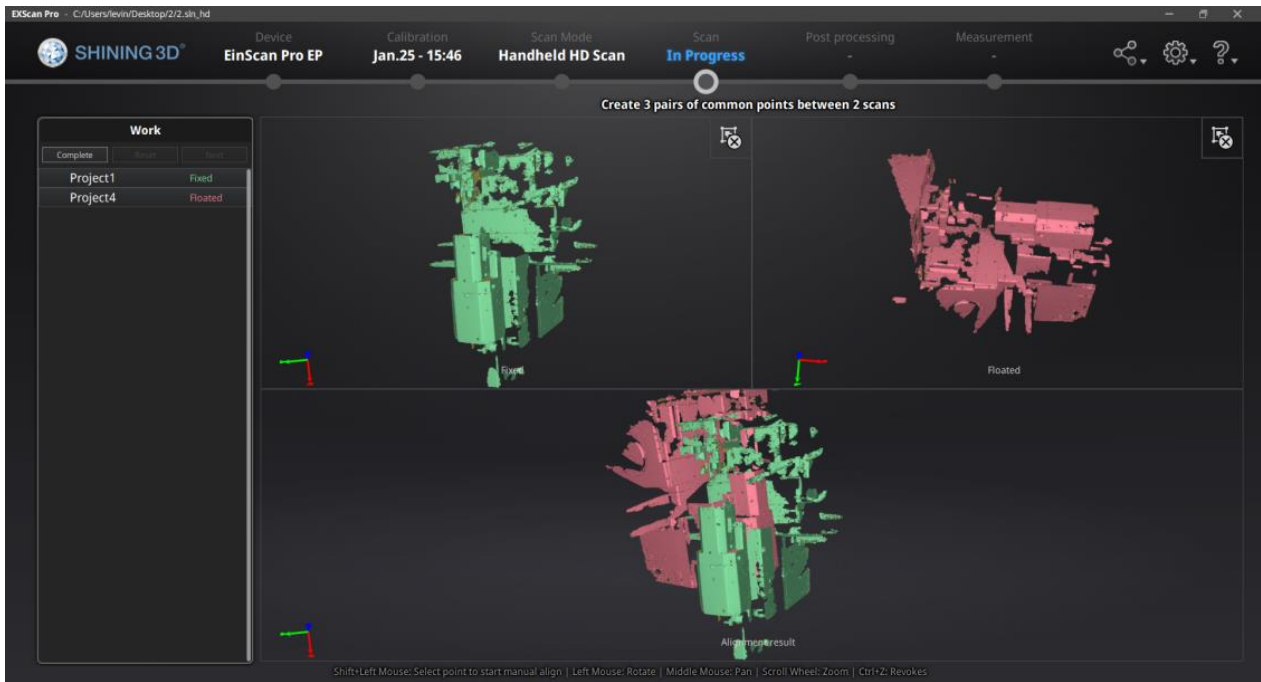 EXScan Pro - C:/Users/levin/Desktop/2/2.sln_hd
SHINING 3D®
Device
EinScan Pro EP
Calibration
Jan.25 - 15:46
Scan Mode
Handheld HD Scan
Scan
In Progress
Post processing
-
Measurement
-
Create 3 pairs of common points between 2 scans
Work
Complete Reset Next
Project1 Fixed
Project4 Floated
Fixed
Floated
Alignment result
Shift+Left Mouse: Select point to start manual align | Left Mouse: Rotate | Middle Mouse: Pan | Scroll Wheel: Zoom | Ctrl+Z: Revokes